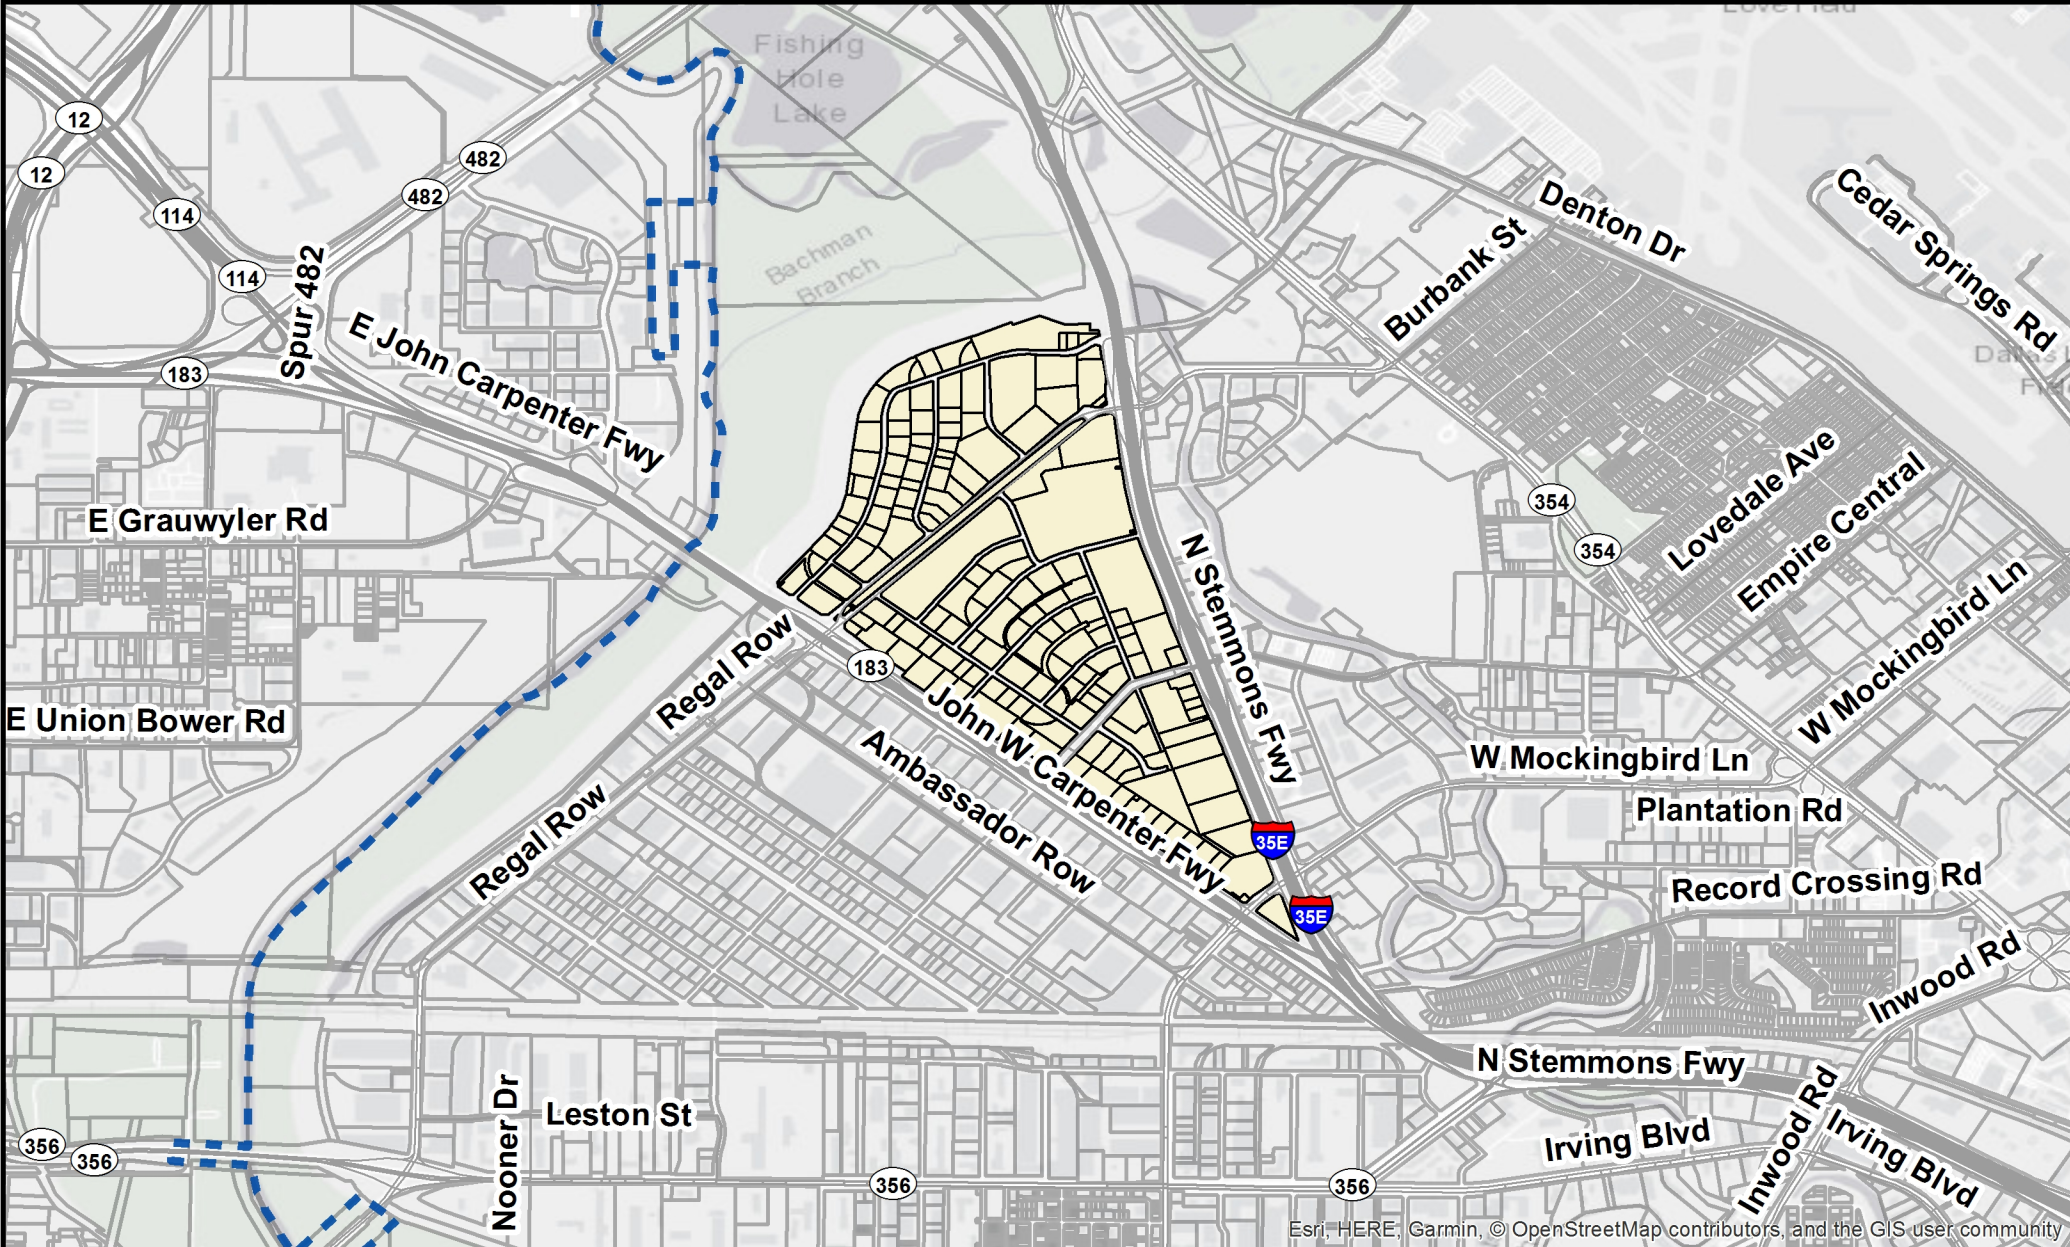 Love Field
Fishing
Hole
Lake
12
482
12
482
114
Denton Dr
Cedar Springs Rd
Burbank St
Bachman
Branch
114
Spur 482
E John Carpenter Fwy
183
Lovedale Ave
Empire Central
354
E Grauwyler Rd
354
N Stemmons Fwy
W Mockingbird Ln
Regal Row
183
E Union Bower Rd
John W Carpenter Fwy
Ambassador Row
W Mockingbird Ln
Regal Row
Plantation Rd
35E
Record Crossing Rd
35E
Inwood Rd
N Stemmons Fwy
Nooner Dr
Leston St
Inwood Rd
Irving Blvd
Irving Blvd
356
356
356
356
Esri, HERE, Garmin, © OpenStreetMap contributors, and the GIS user community